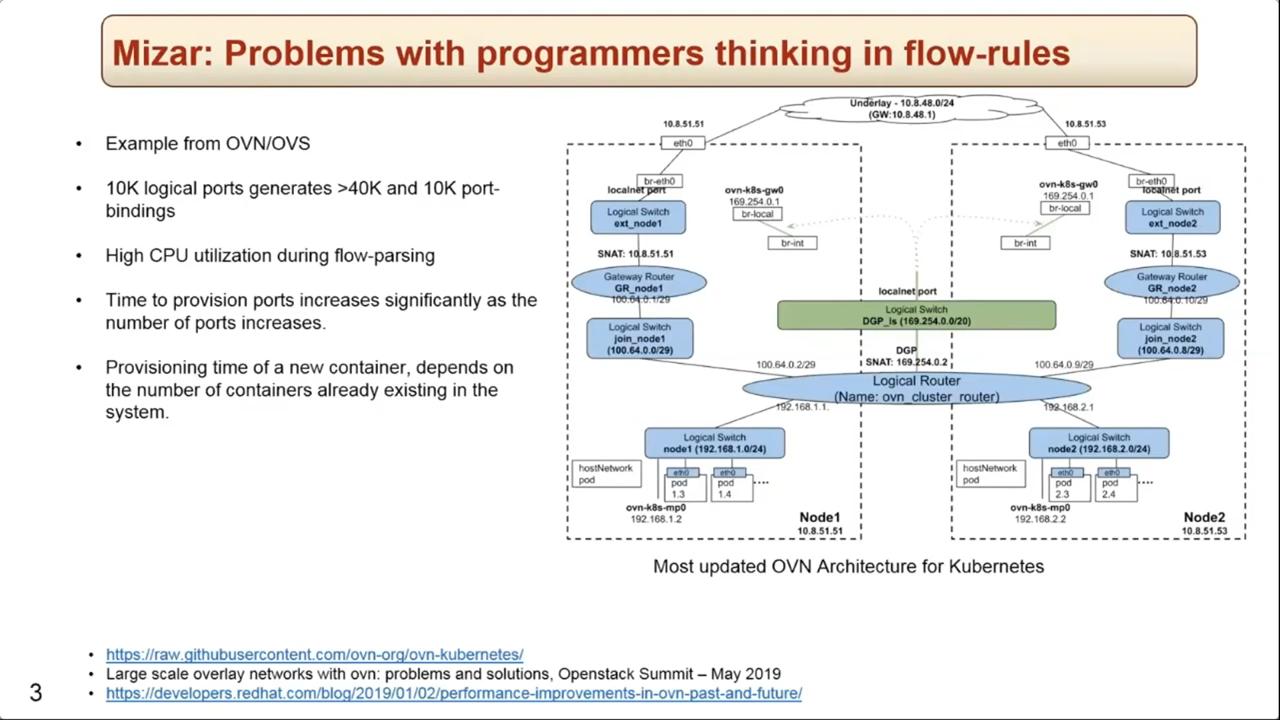 Mizar: Problems with programmers thinking in flow-rules
• Example from OVN/OVS
• 10K logical ports generates >40K and 10K port-
bindings
• High CPU utilization during flow-parsing
• Time to provision ports increases significantly as the
number of ports increases.
• Provisioning time of a new container, depends on
the number of containers already existing in the
system.
Underlay - 10.8.48.0/24
(GW:10.8.48.1)
10.8.51.51
eth0
br-eth0
localnet port
Logical Switch
ext_node1
SNAT: 10.8.51.51
Gateway Router
GR_node1
100.64.0.1/29
Logical Switch
join_node1
(100.64.0.0/29)
ovn-k8s-gw0
169.254.0.1
br-local
br-int
10.8.51.53
eth0
br-eth0
localnet port
Logical Switch
ext_node2
SNAT: 10.8.51.53
Gateway Router
GR_node2
100.64.0.10/29
Logical Switch
join_node2
(100.64.0.8/29)
ovn-k8s-gw0
169.254.0.1
br-local
br-int
localnet port
Logical Switch
DGP_ls (169.254.0.0/20)
DGP
SNAT: 169.254.0.2
100.64.0.2/29
100.64.0.9/29
Logical Router
(Name: ovn_cluster_router)
192.168.1.1.
192.168.2.1
Logical Switch
node1 (192.168.1.0/24)
hostNetwork
pod
eth0
pod
1.3
eth0
pod
1.4
....
ovn-k8s-mp0
192.168.1.2
Node1
10.8.51.51
Logical Switch
node2 (192.168.2.0/24)
hostNetwork
pod
eth0
pod
2.3
eth0
pod
2.4
....
ovn-k8s-mp0
192.168.2.2
Node2
10.8.51.53
Most updated OVN Architecture for Kubernetes
• https://raw.githubusercontent.com/ovn-org/ovn-kubernetes/
• Large scale overlay networks with ovn: problems and solutions, Openstack Summit – May 2019
• https://developers.redhat.com/blog/2019/01/02/performance-improvements-in-ovn-past-and-future/
3